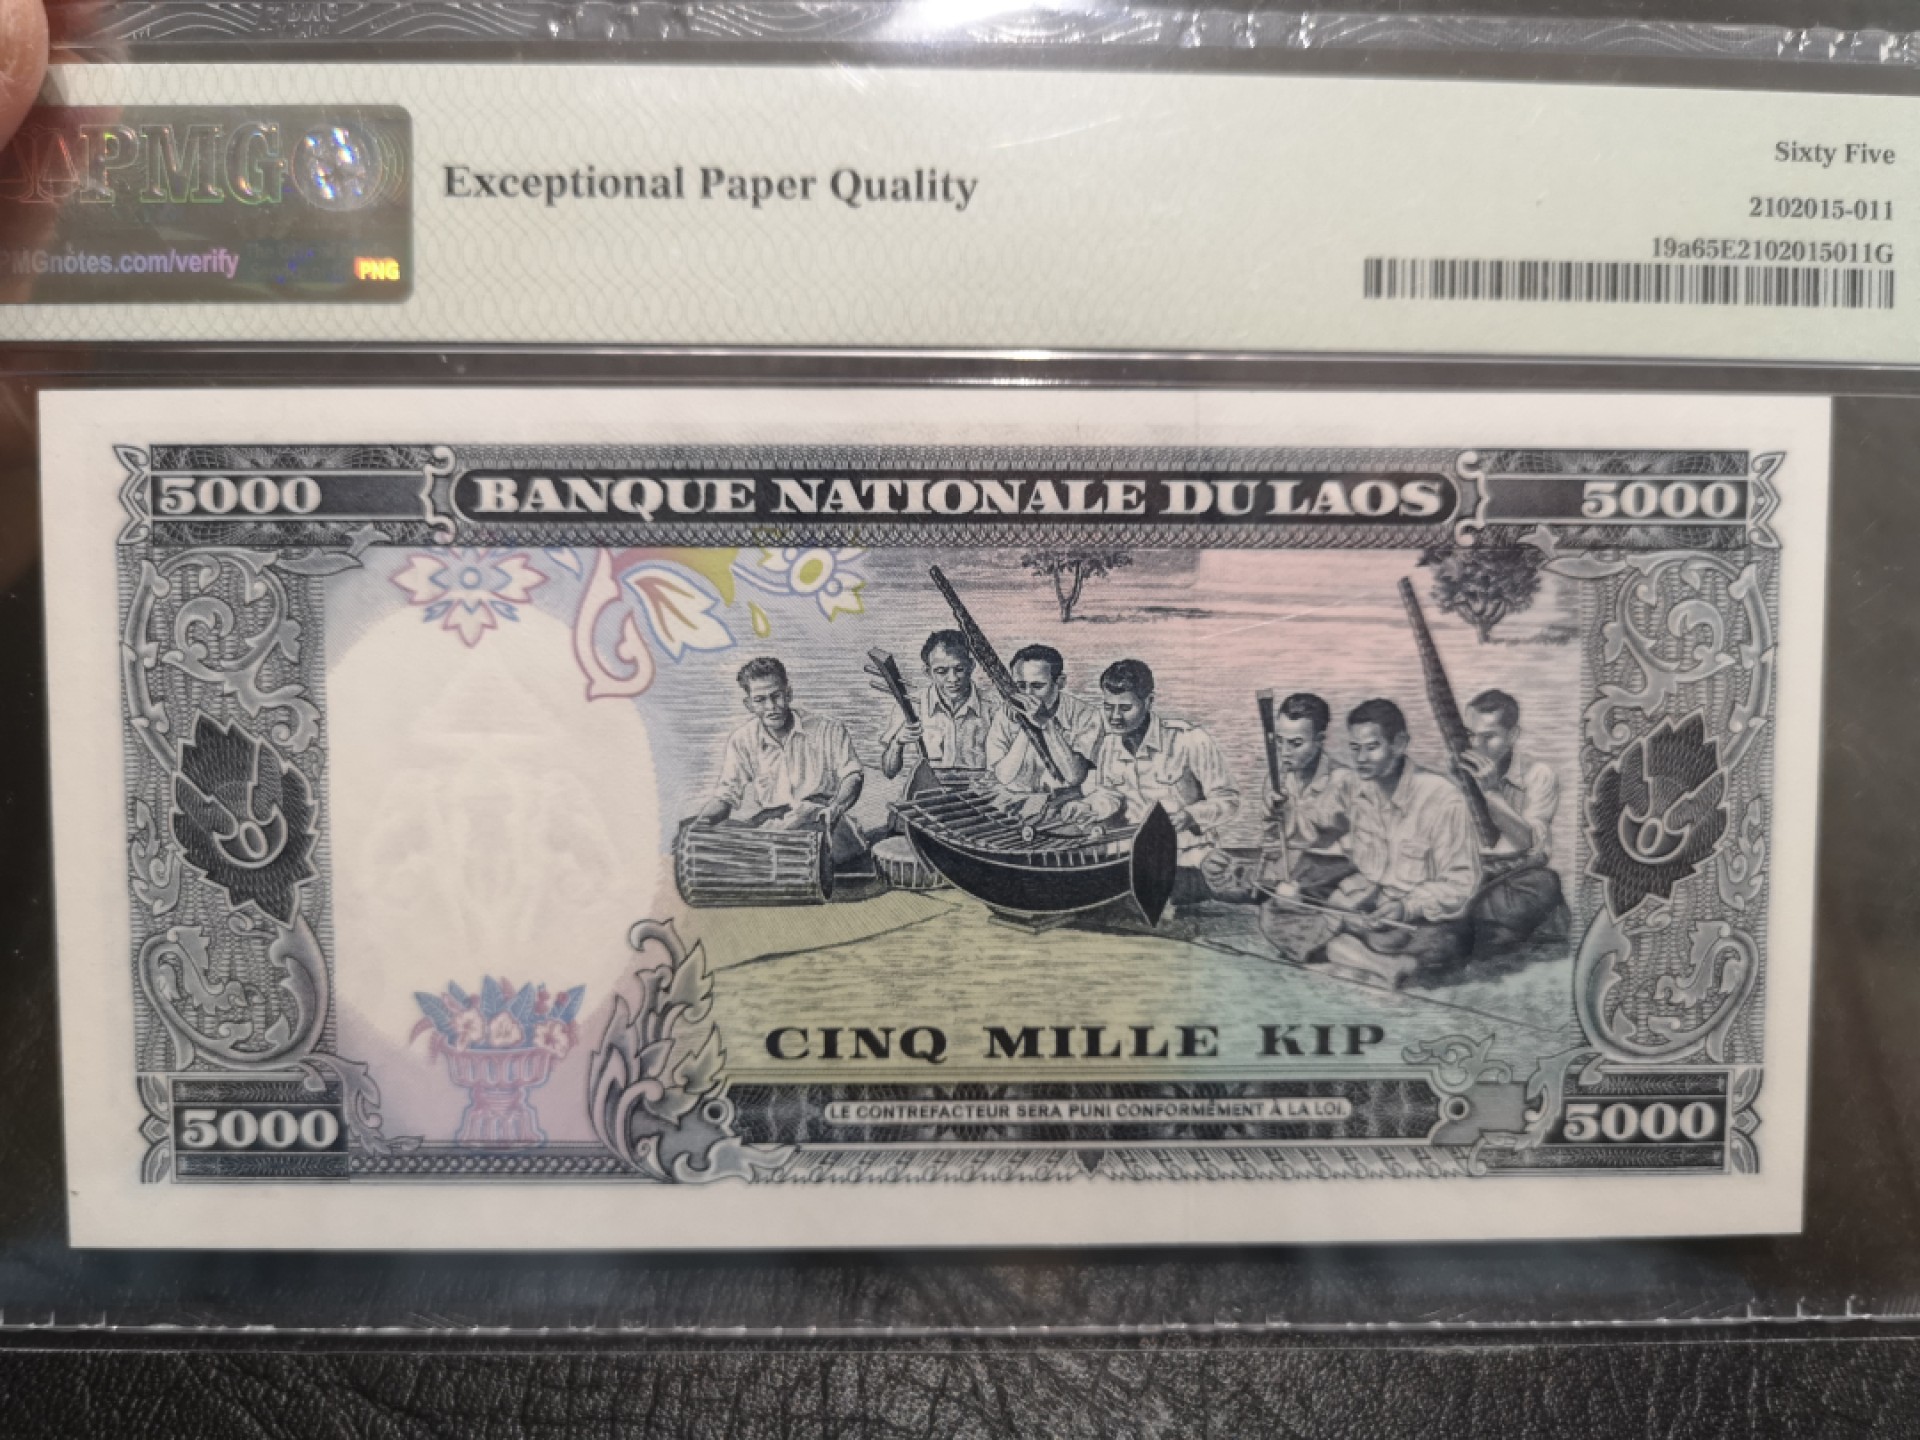 PMG
PMGnotes.com/verify
PNG
Exceptional Paper Quality
Sixty Five
2102015-011
19a65E2102015011G
5000 BANQUE NATIONALE DU LAOS 5000
CINQ MILLE KIP
5000 LE CONTREFACTEUR SERA PUNI CONFORMÉMENT À LA LOI. 5000